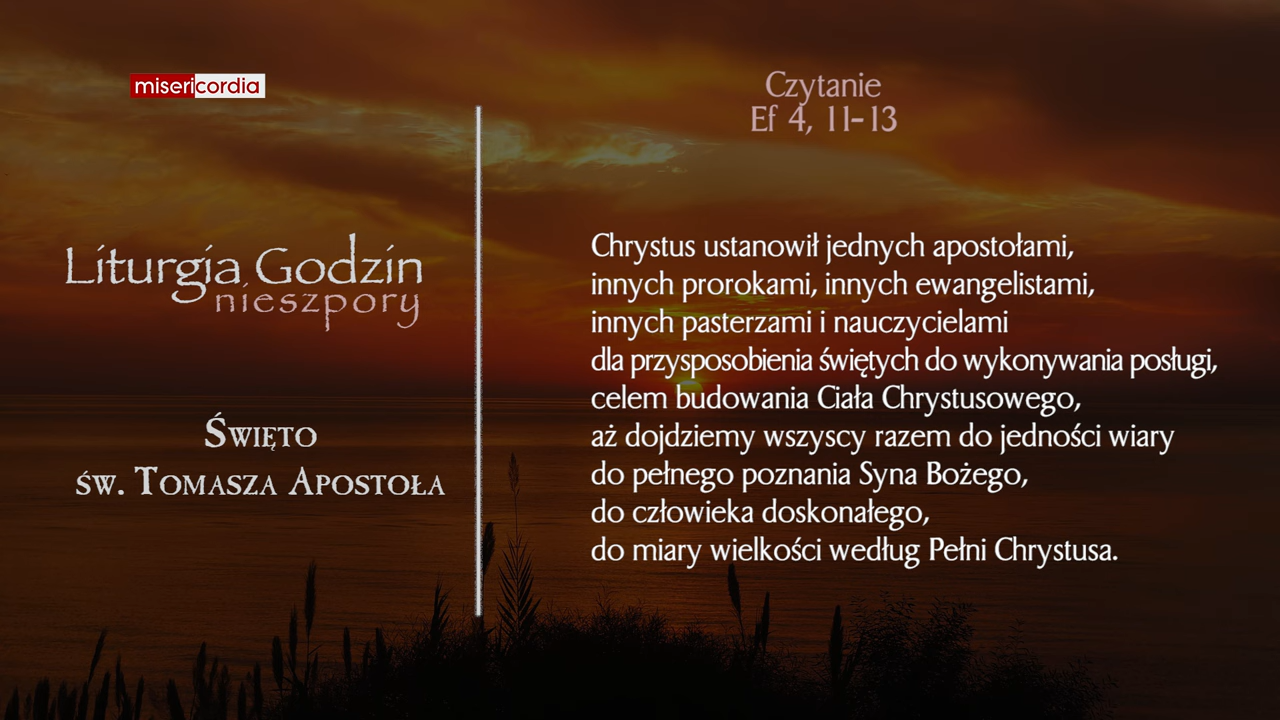 misericordia
Liturgia Godzin
nieszpory
Święto
św. Tomasza Apostoła
Czytanie
Ef 4, 11-13
Chrystus ustanowił jednych apostołami,
innych prorokami, innych ewangelistami,
innych pasterzami i nauczycielami
dla przysposobienia świętych do wykonywania posługi,
celem budowania Ciała Chrystusowego,
aż dojdziemy wszyscy razem do jedności wiary
do pełnego poznania Syna Bożego,
do człowieka doskonałego,
do miary wielkości według Pełni Chrystusa.